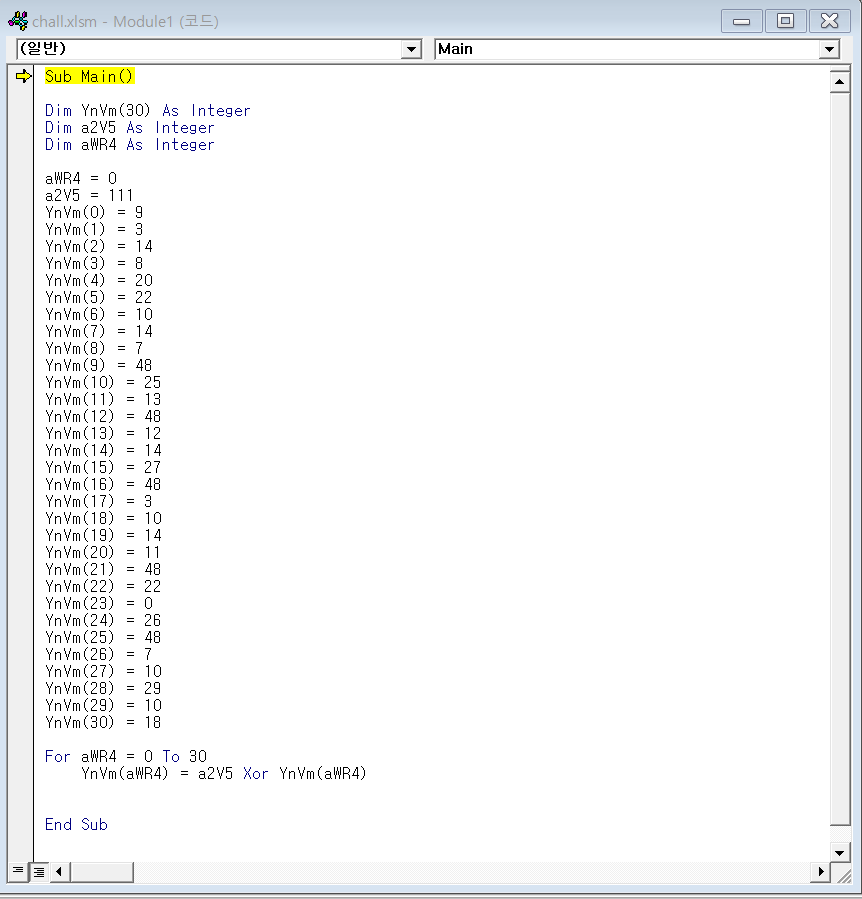 chall.xlsm - Module1 (코드)
(일반)
Main
Sub Main()
Dim YnVm(30) As Integer
Dim a2V5 As Integer
Dim aWR4 As Integer
aWR4 = 0
a2V5 = 111
YnVm(0) = 9
YnVm(1) = 3
YnVm(2) = 14
YnVm(3) = 8
YnVm(4) = 20
YnVm(5) = 22
YnVm(6) = 10
YnVm(7) = 14
YnVm(8) = 7
YnVm(9) = 48
YnVm(10) = 25
YnVm(11) = 13
YnVm(12) = 48
YnVm(13) = 12
YnVm(14) = 14
YnVm(15) = 27
YnVm(16) = 48
YnVm(17) = 3
YnVm(18) = 10
YnVm(19) = 14
YnVm(20) = 11
YnVm(21) = 48
YnVm(22) = 22
YnVm(23) = 0
YnVm(24) = 26
YnVm(25) = 48
YnVm(26) = 7
YnVm(27) = 10
YnVm(28) = 29
YnVm(29) = 10
YnVm(30) = 18
For aWR4 = 0 To 30
YnVm(aWR4) = a2V5 Xor YnVm(aWR4)
End Sub